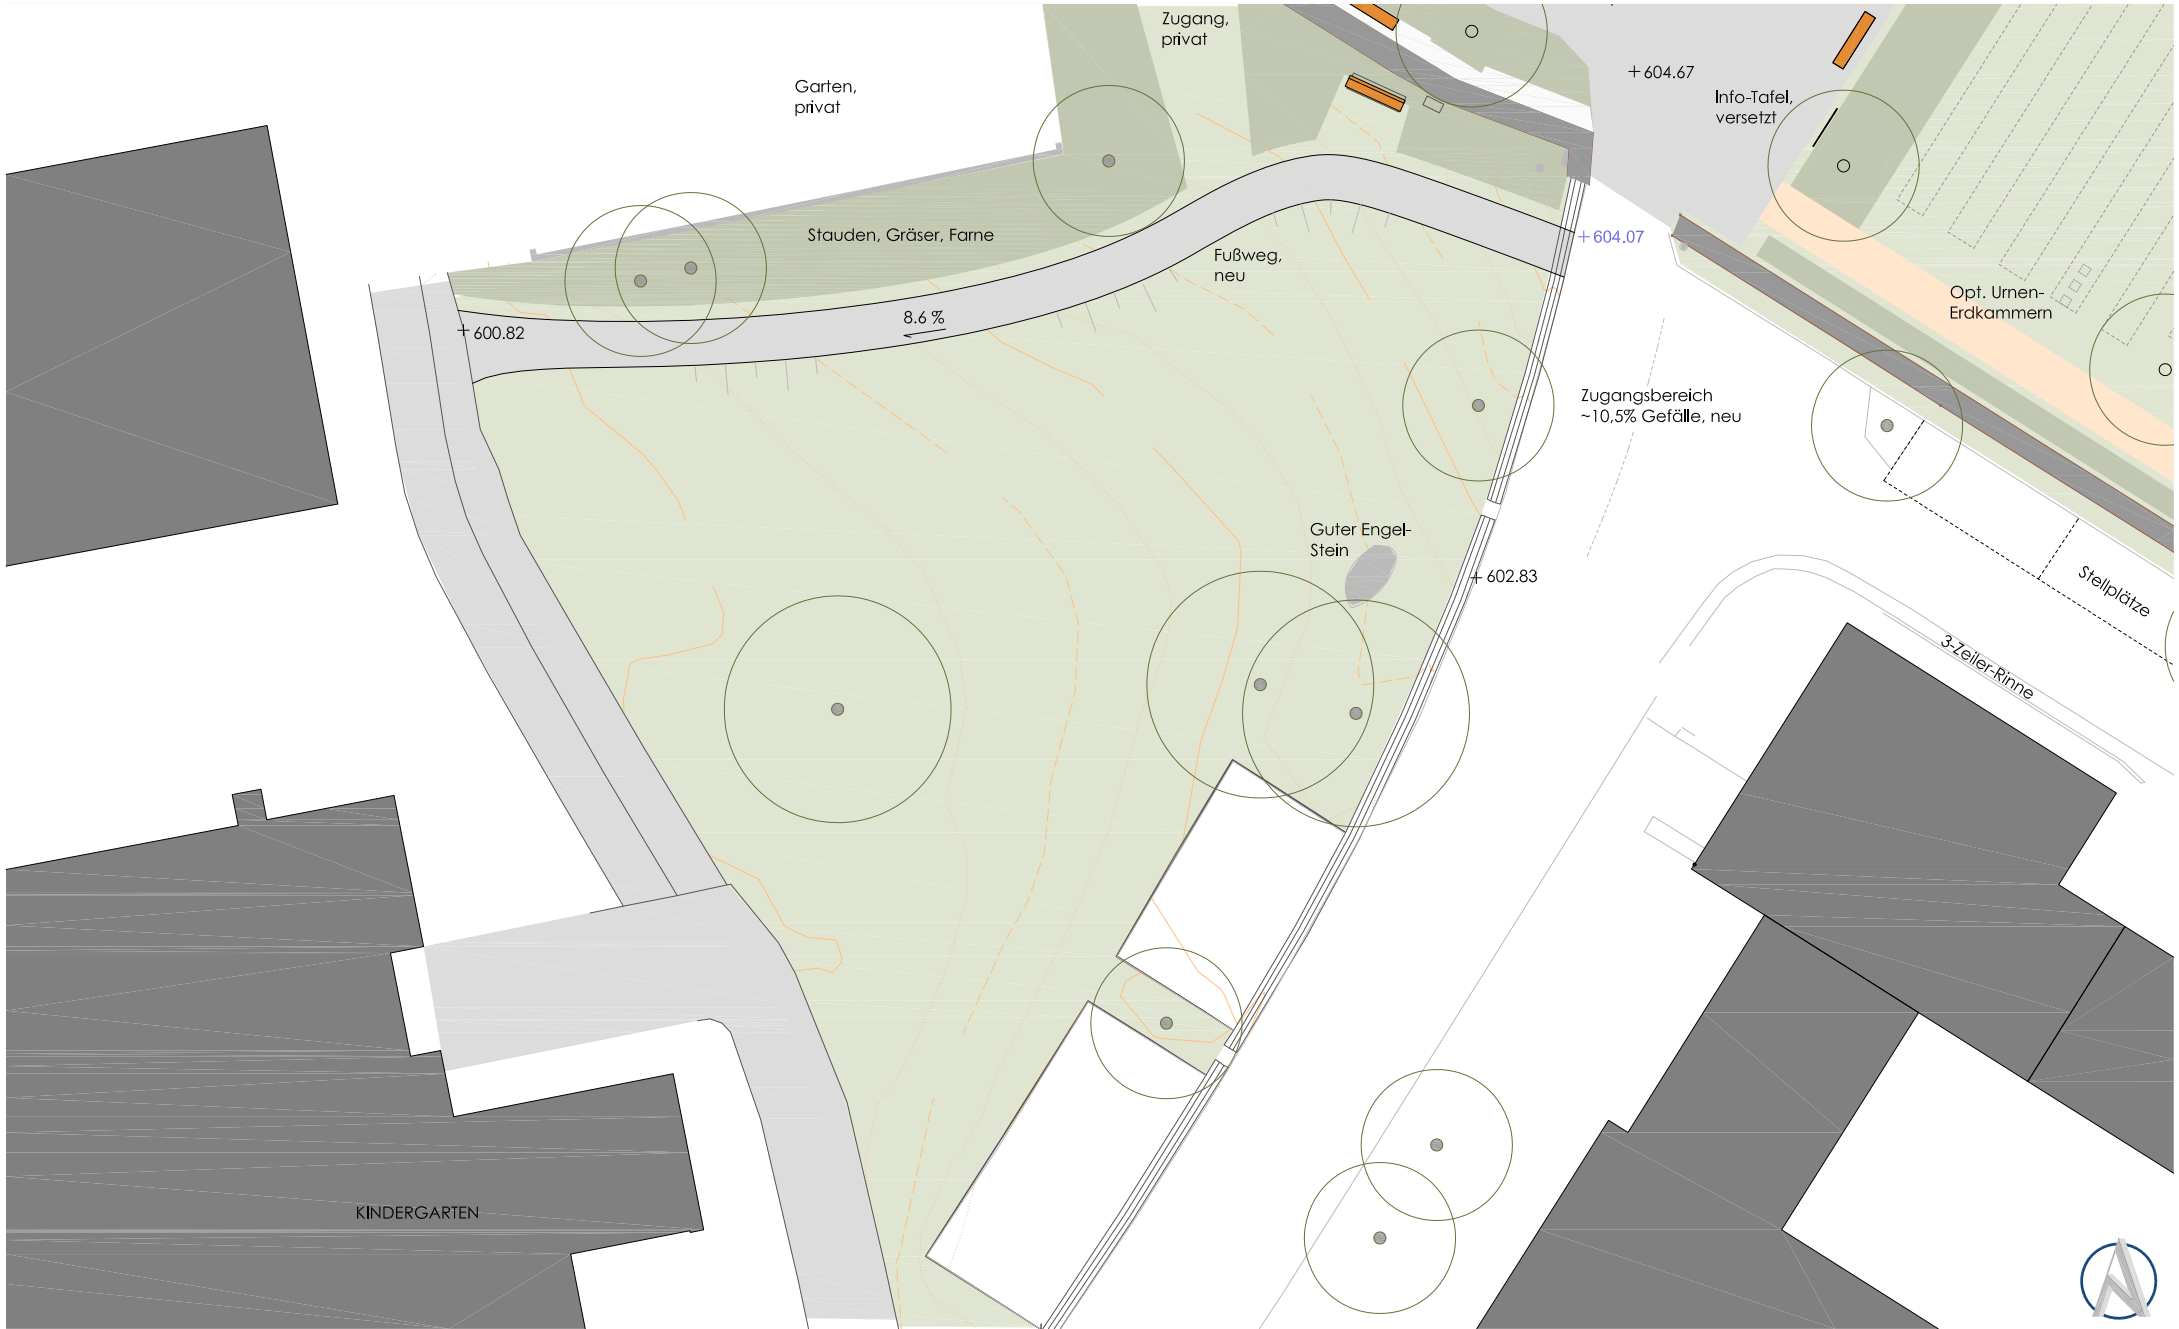 Zugang,
privat
Garten,
privat
+604.67
Info-Tafel,
versetzt
Stauden, Gräser, Farne
+604.07
Fußweg,
neu
Opt. Urnen-
Erdkammern
8.6 %
+600.82
Zugangsbereich
~10,5% Gefälle, neu
Guter Engel-
Stein
+602.83
Stellplätze
3-Zeiler-Rinne
KINDERGARTEN